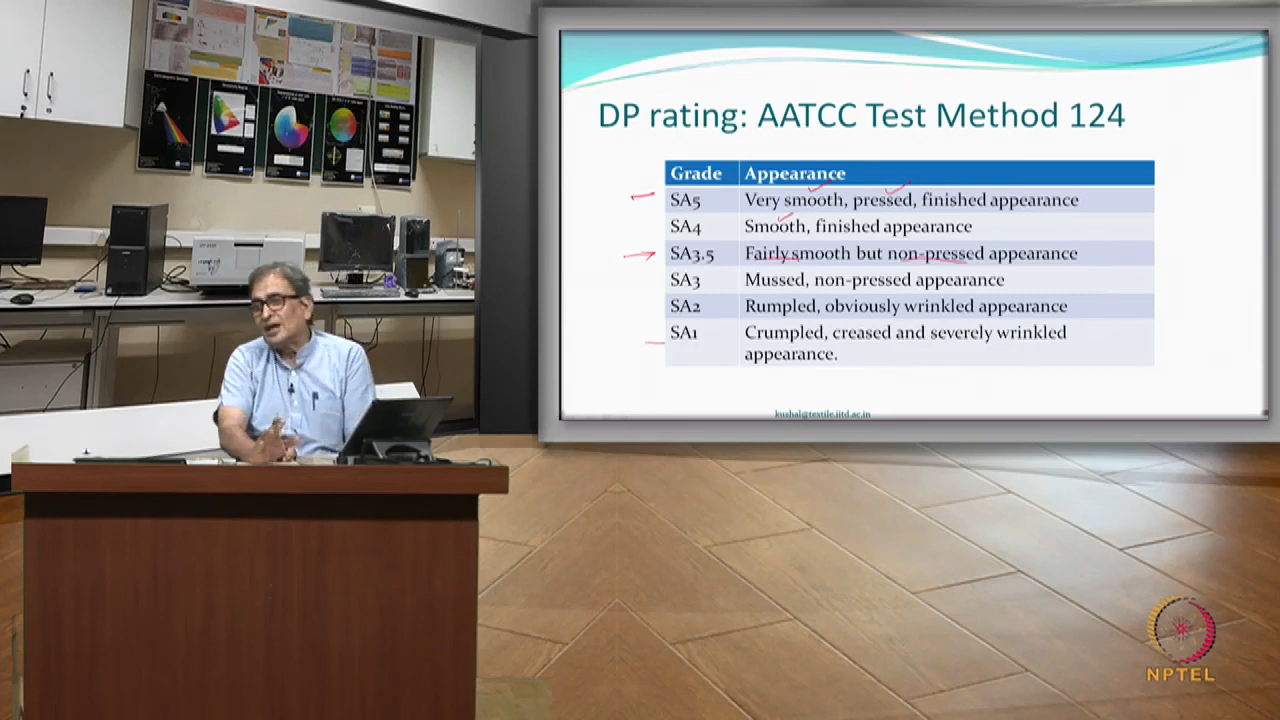 DP rating: AATCC Test Method 124
Grade Appearance
SA5 Very smooth, pressed, finished appearance
SA4 Smooth, finished appearance
SA3.5 Fairly smooth but non-pressed appearance
SA3 Mussed, non-pressed appearance
SA2 Rumpled, obviously wrinkled appearance
SA1 Crumpled, creased and severely wrinkled
appearance.
kushal@textile.iitd.ac.in
NPTEL